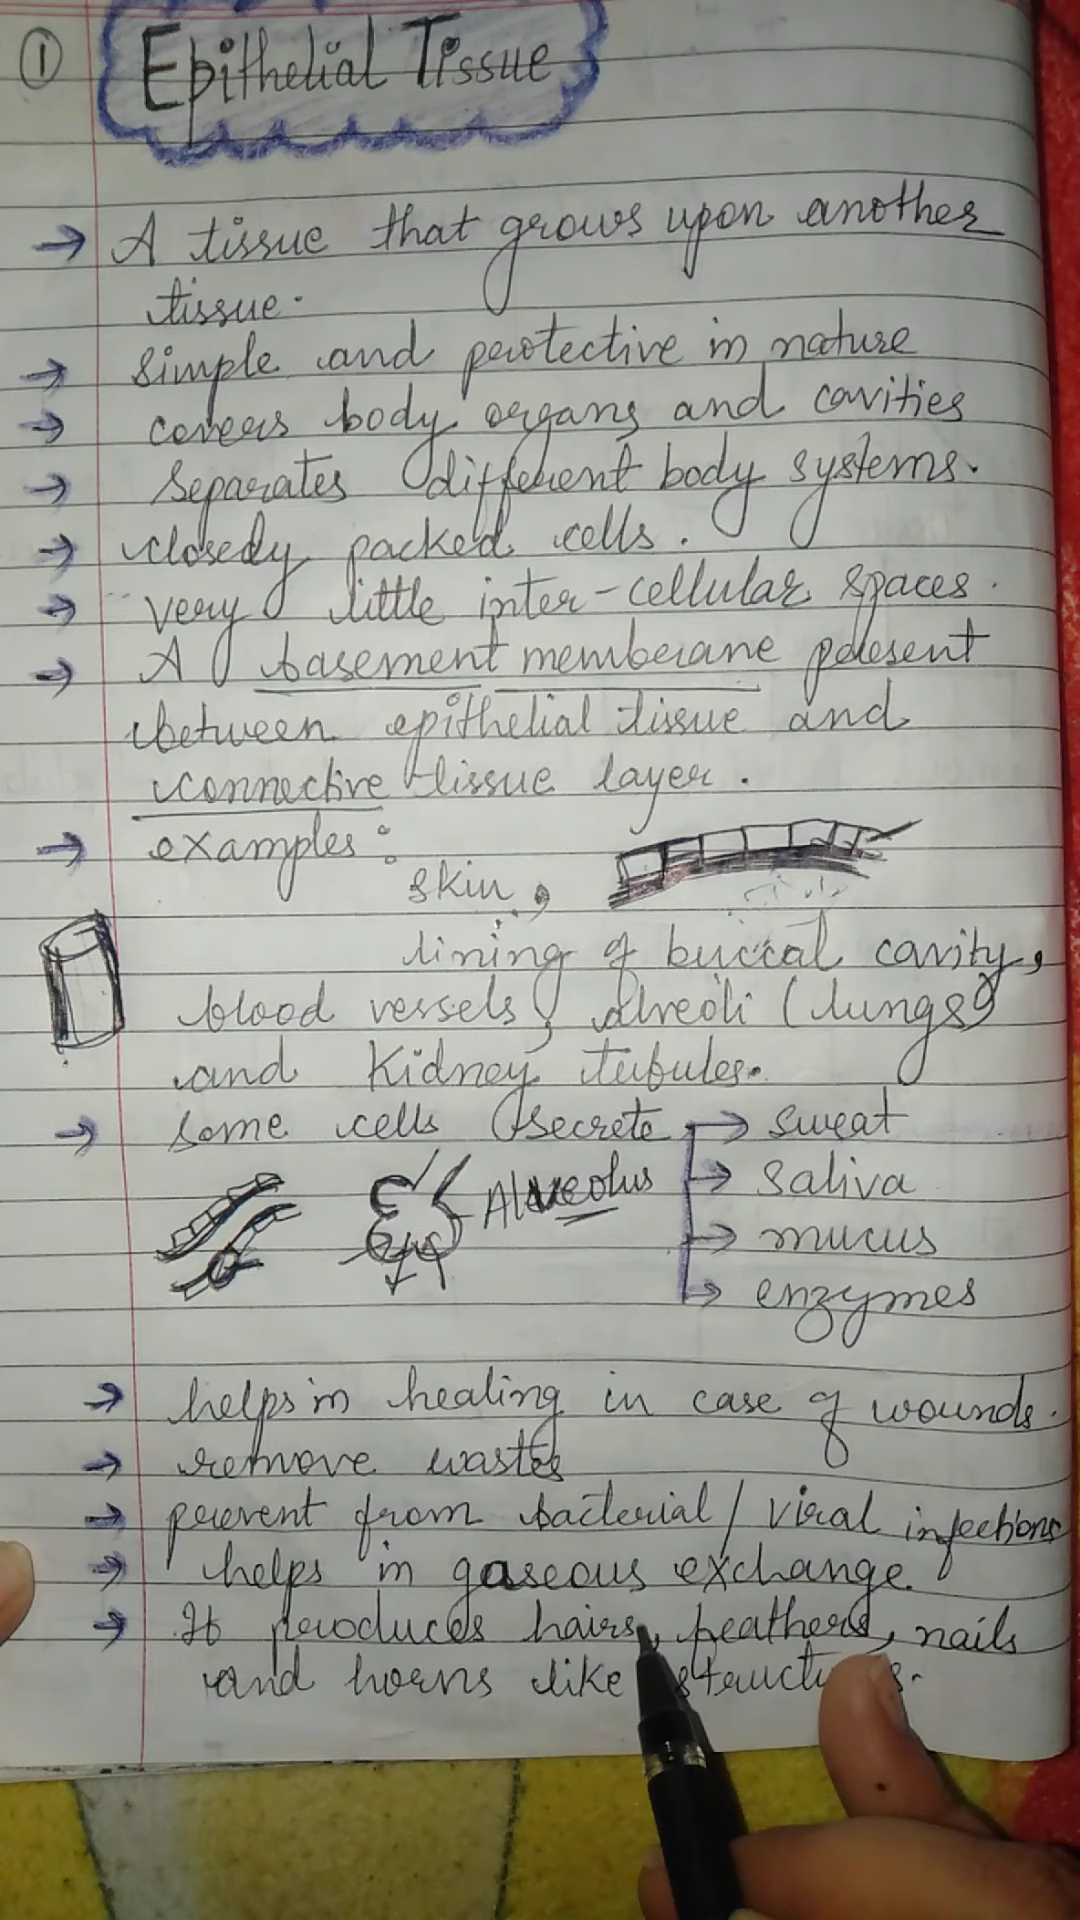 ① Epithelial Tissue
→ A tissue that grows upon another
tissue.
→ simple and protective in nature
→ covers body organs and cavities
→ separates different body systems.
→ closely packed cells.
→ very little inter-cellular spaces.
→ A basement membrane present
between epithelial tissue and
connective tissue layer.
→ examples:
skin,
lining of buccal cavity,
blood vessels, alveoli (lungs)
and Kidney tubules.
→ some cells secrete → sweat
→ saliva
Alveolus
→ mucus
→ enzymes
→ helps in healing in case of wounds.
→ remove wastes
→ prevent from bacterial/viral infections
→ helps in gaseous exchange.
→ It produces hairs, feathers, nails
and horns like